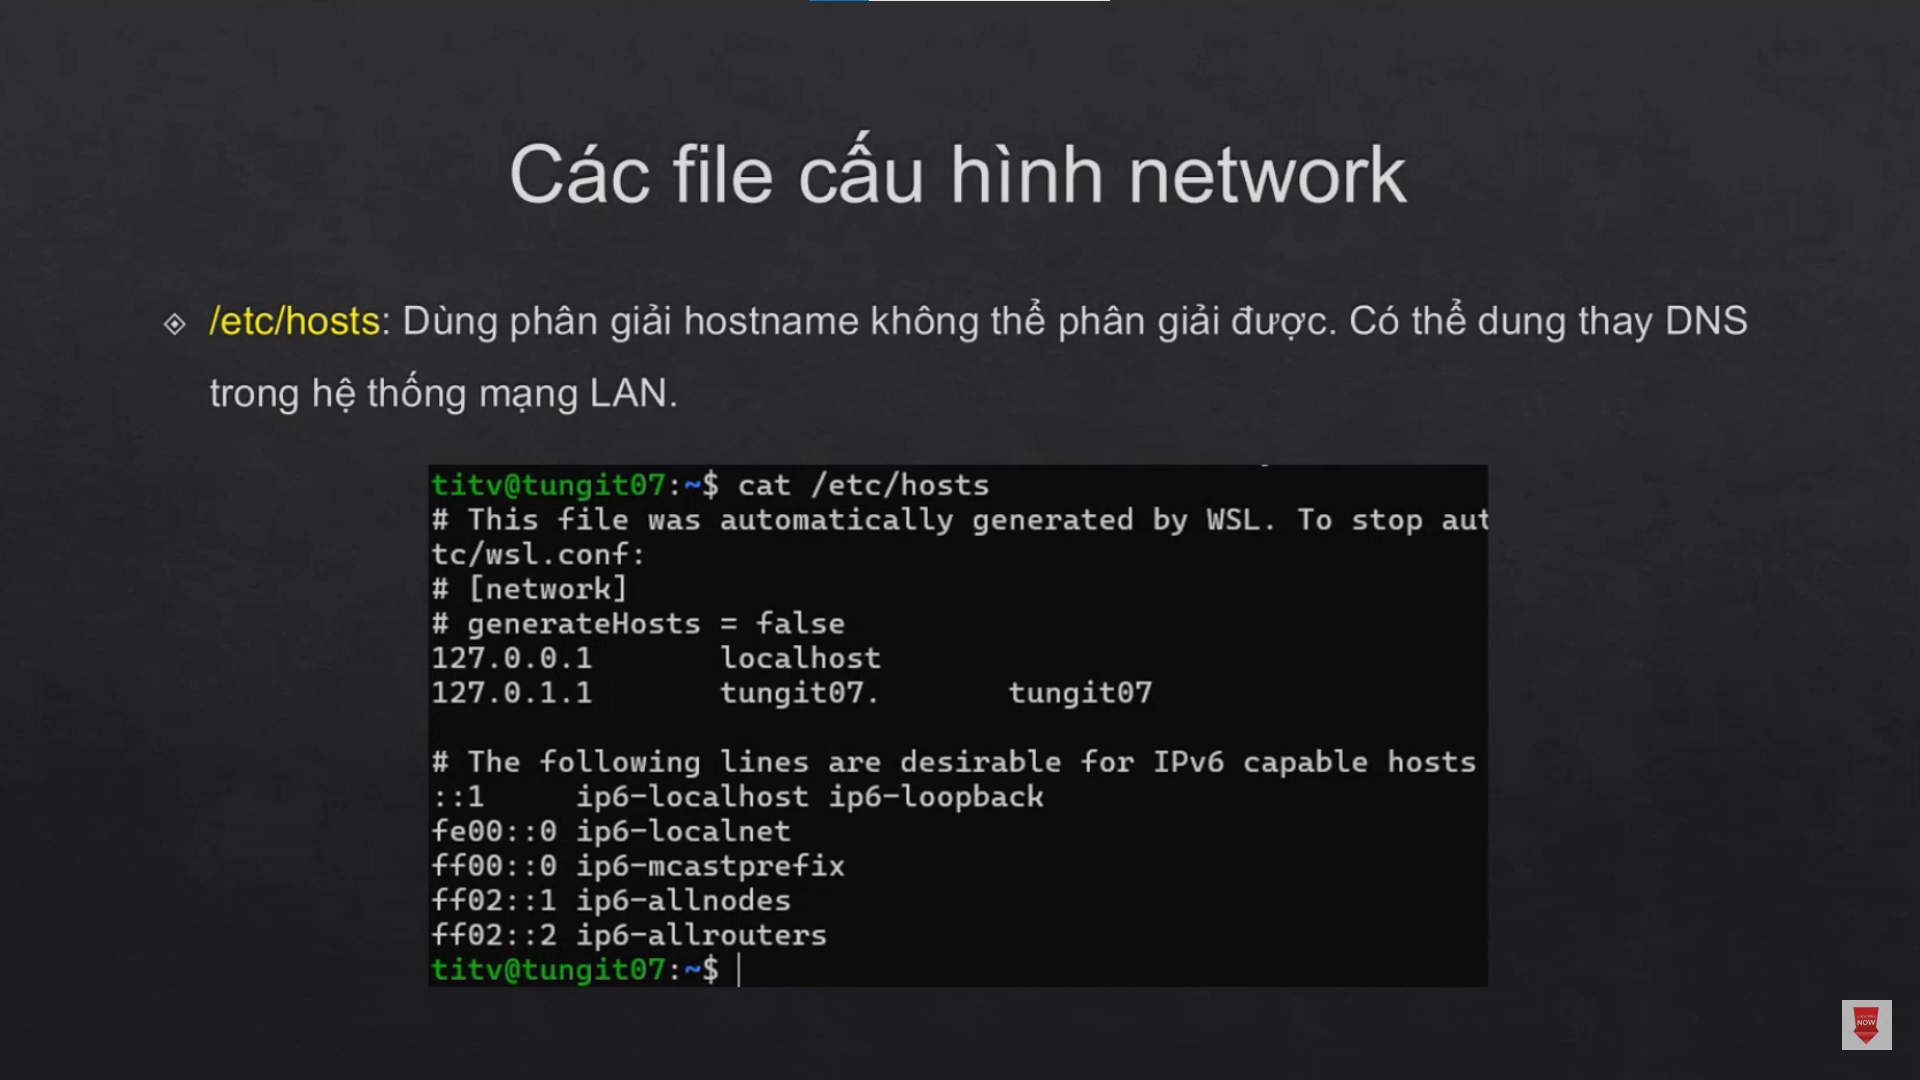 Các file cấu hình network
/etc/hosts: Dùng phân giải hostname không thể phân giải được. Có thể dung thay DNS
trong hệ thống mạng LAN.
titv@tungit07:~$ cat /etc/hosts
# This file was automatically generated by WSL. To stop aut
tc/wsl.conf:
# [network]
# generateHosts = false
127.0.0.1 localhost
127.0.1.1 tungit07. tungit07
# The following lines are desirable for IPv6 capable hosts
::1 ip6-localhost ip6-loopback
fe00::0 ip6-localnet
ff00::0 ip6-mcastprefix
ff02::1 ip6-allnodes
ff02::2 ip6-allrouters
titv@tungit07:~$
NOW